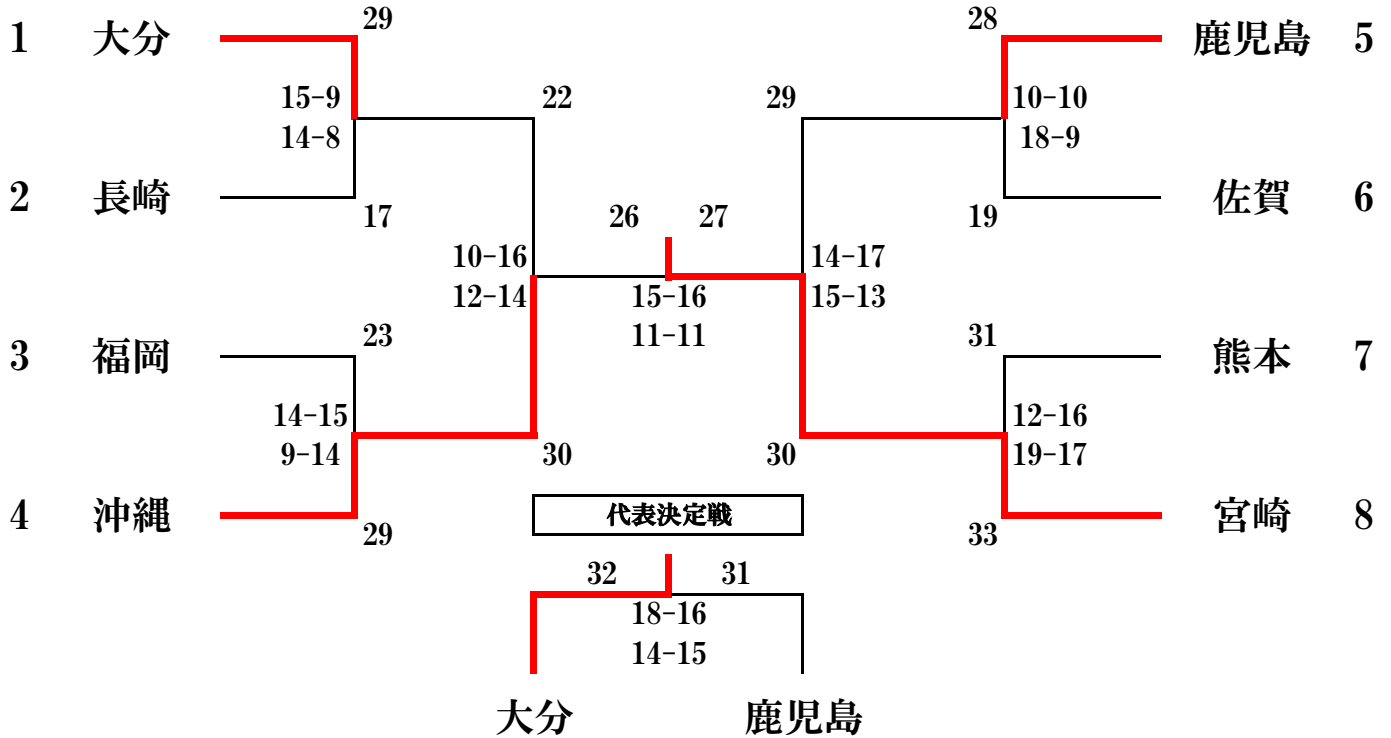 29 28
1 大分 鹿児島 5
15-9 22 29 10-10
14-8 18-9
2 長崎 佐賀 6
17 26 27 19
10-16 14-17
12-14 15-16 15-13
23 11-11 31
3 福岡 熊本 7
14-15 12-16
9-14 30 30 19-17
4 沖縄 代表決定戦 宮崎 8
29 33
32 31
18-16
14-15
大分 鹿児島